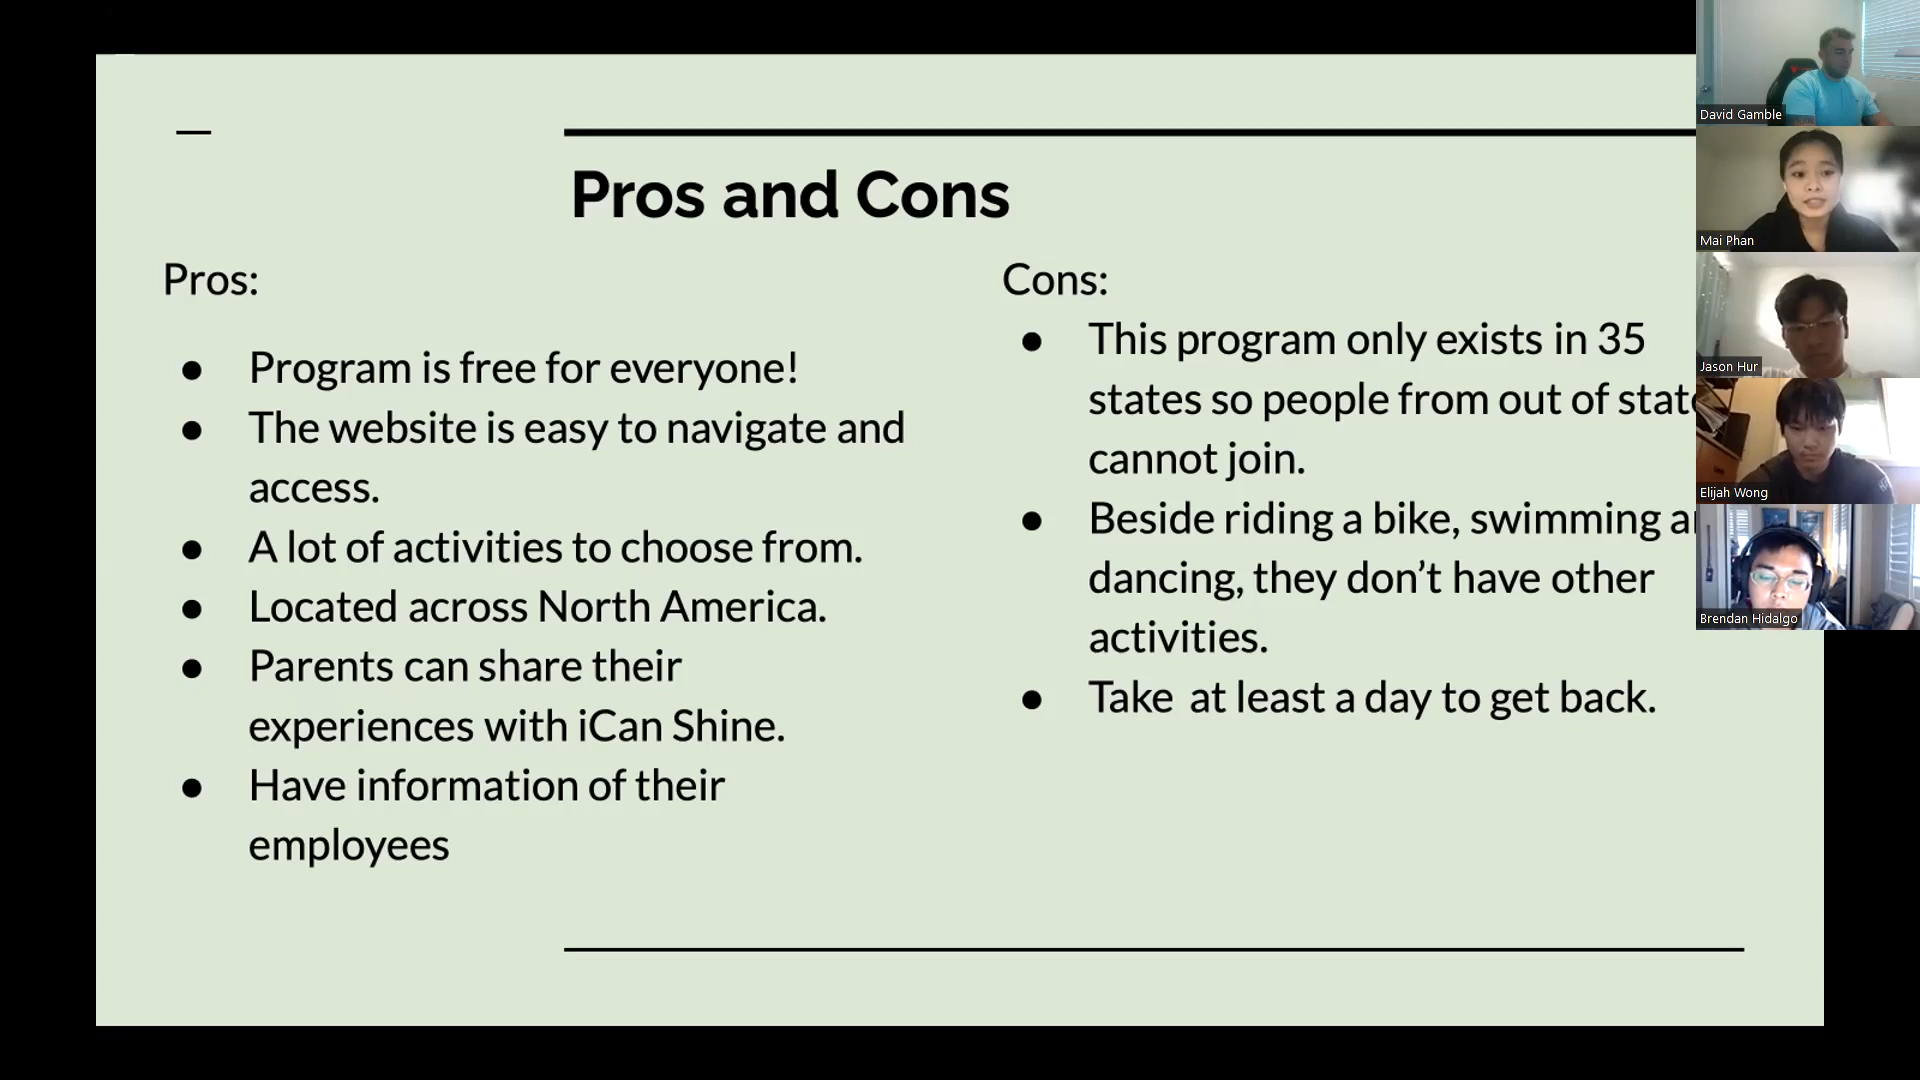 Pros and Cons
Pros:
● Program is free for everyone!
● The website is easy to navigate and
access.
● A lot of activities to choose from.
● Located across North America.
● Parents can share their
experiences with iCan Shine.
● Have information of their
employees
Cons:
● This program only exists in 35
states so people from out of
cannot join.
● Beside riding a bike, swimming
dancing, they don’t have other
activities.
● Take at least a day to get back.
David Gamble
Mai Phan
Jason Hur
Elijah Wong
Brendan Hidalgo